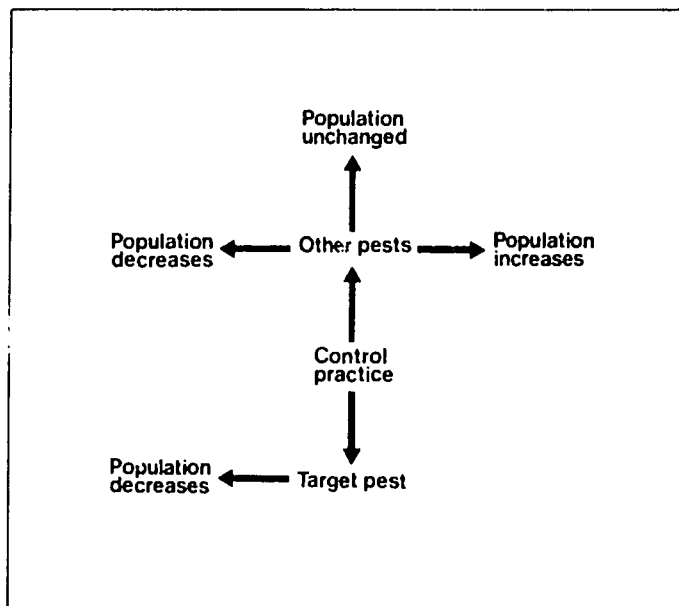 Population
unchanged
Population
decreases
Other pests
Population
increases
Control
practice
Population
decreases
Target pest